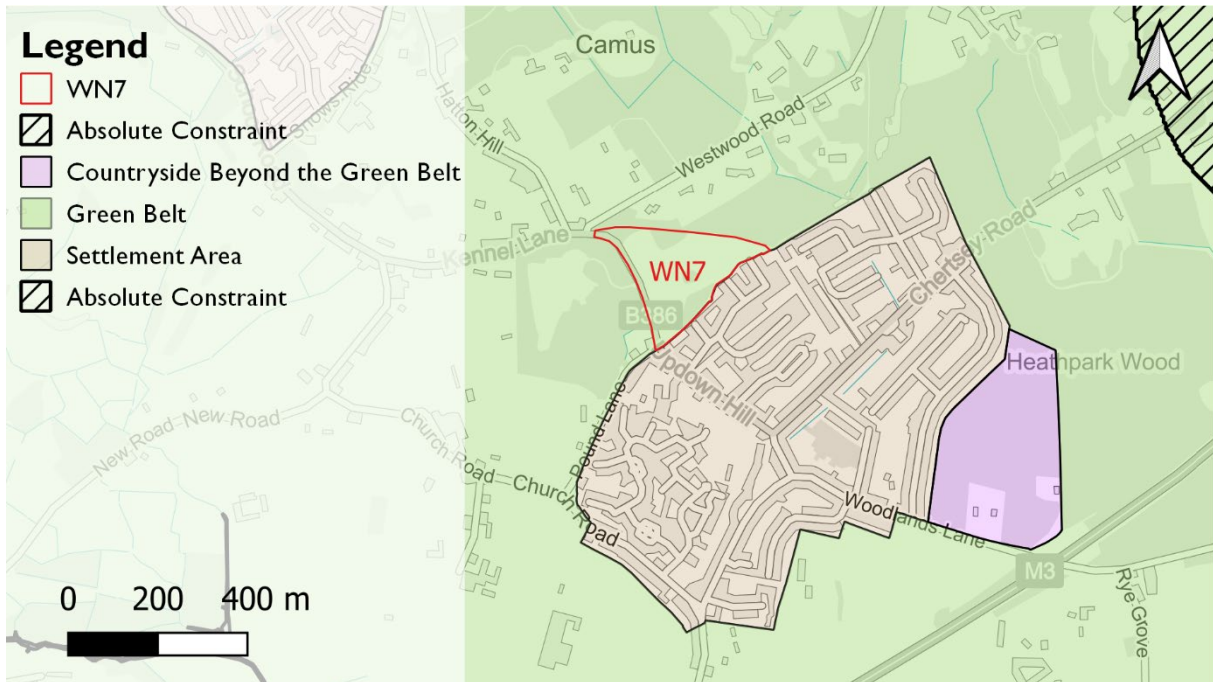 Legend
WN7
Absolute Constraint
Countryside Beyond the Green Belt
Green Belt
Settlement Area
Absolute Constraint
Camus
Hatton Hill
Westwood Road
Kennel Lane
WN7
B386
Chertsey Road
Updown Hill
Heathpark Wood
New Road
New Road
Church Road
Pound Lane
Church Road
Woodlands Lane
M3
Rye Grove
0 200 400 m